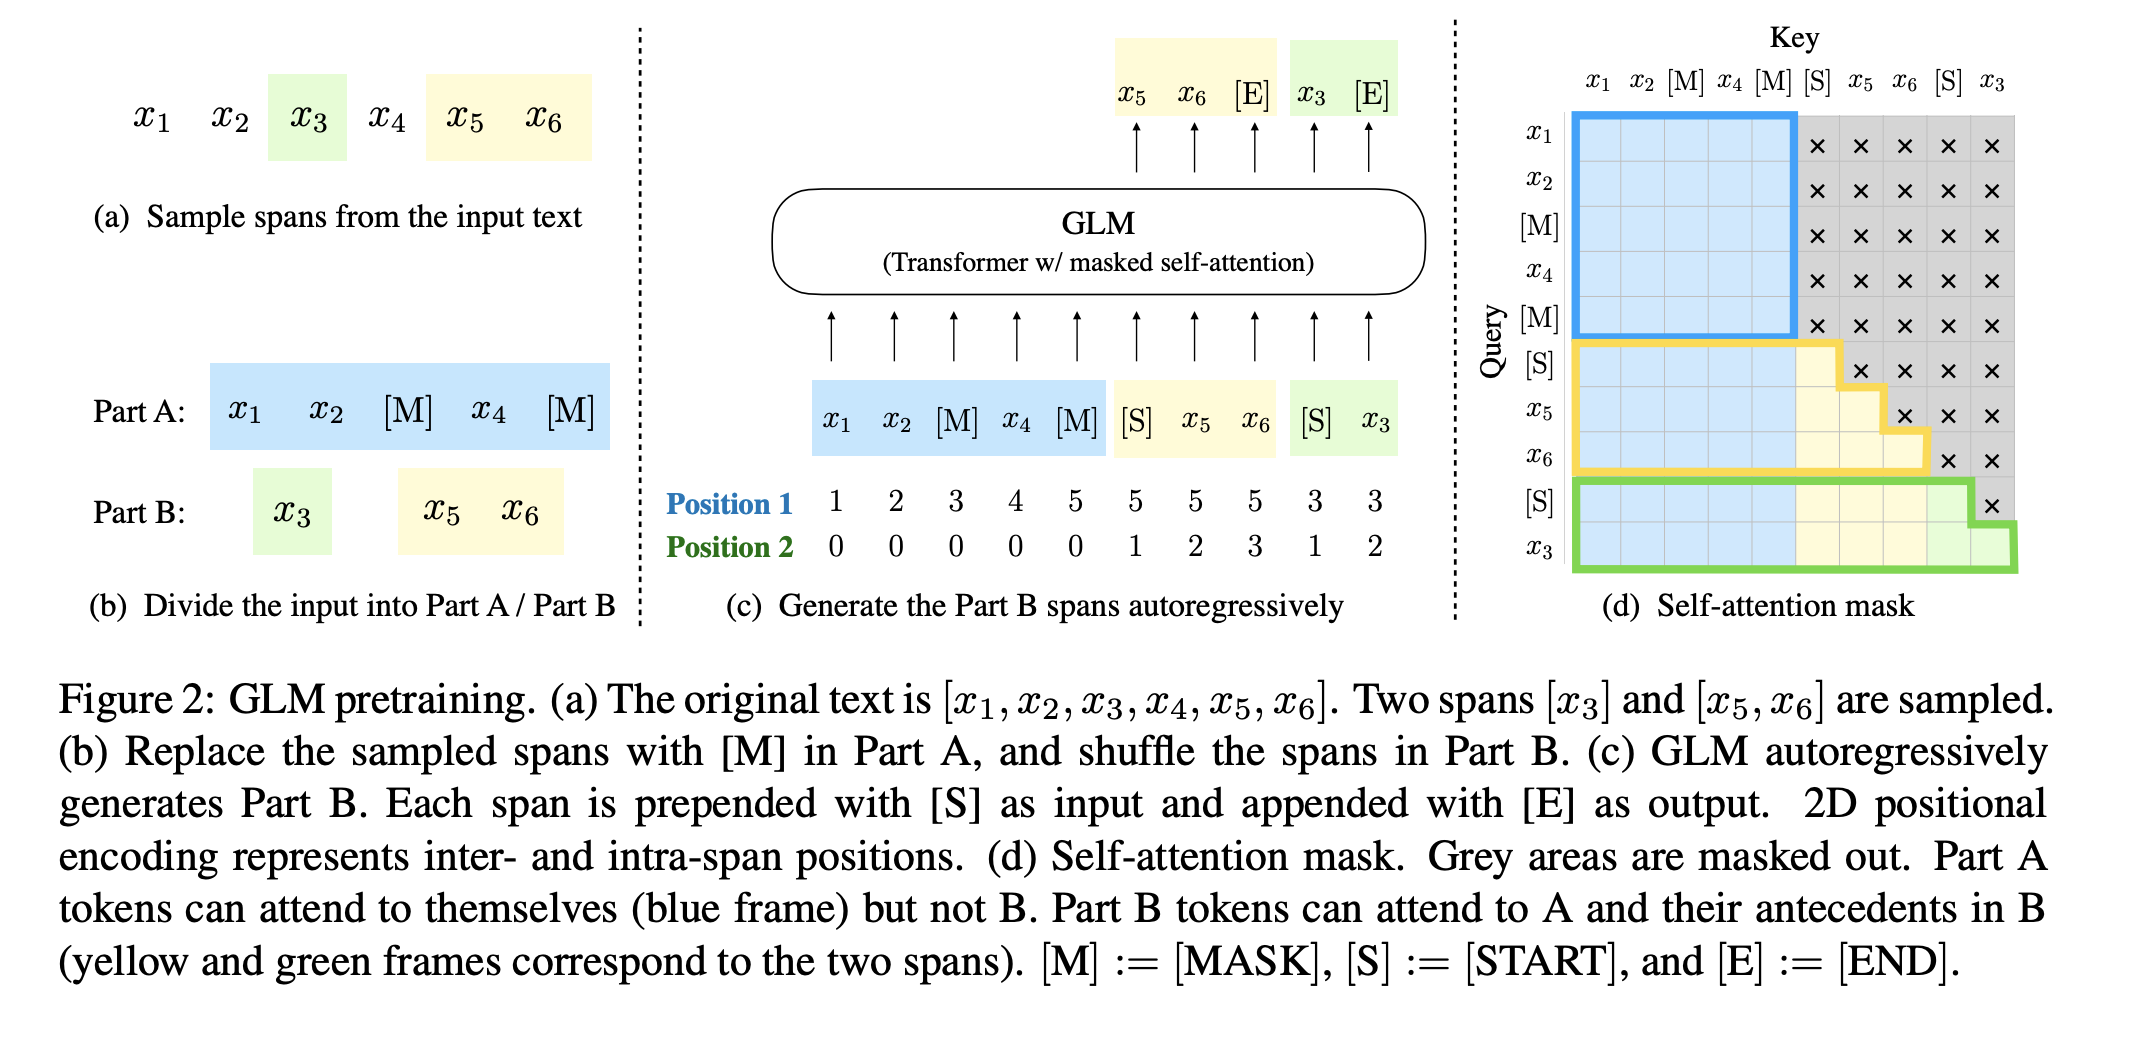 x1 x2 x3 x4 x5 x6
(a) Sample spans from the input text
Part A: x1 x2 [M] x4 [M]
Part B: x3 x5 x6
(b) Divide the input into Part A / Part B
x5 x6 [E] x3 [E]
GLM
(Transformer w/ masked self-attention)
x1 x2 [M] x4 [M] [S] x5 x6 [S] x3
Position 1 1 2 3 4 5 5 5 5 3 3
Position 2 0 0 0 0 0 1 2 3 1 2
(c) Generate the Part B spans autoregressively
Key
x1 x2 [M] x4 [M] [S] x5 x6 [S] x3
Query
x1 × × × × ×
x2 × × × × ×
[M] × × × × ×
x4 × × × × ×
[M] × × × × ×
[S] × × × ×
x5 × × ×
x6 × ×
[S] ×
x3
(d) Self-attention mask
Figure 2: GLM pretraining. (a) The original text is [x1, x2, x3, x4, x5, x6]. Two spans [x3] and [x5, x6] are sampled.
(b) Replace the sampled spans with [M] in Part A, and shuffle the spans in Part B. (c) GLM autoregressively
generates Part B. Each span is prepended with [S] as input and appended with [E] as output. 2D positional
encoding represents inter- and intra-span positions. (d) Self-attention mask. Grey areas are masked out. Part A
tokens can attend to themselves (blue frame) but not B. Part B tokens can attend to A and their antecedents in B
(yellow and green frames correspond to the two spans). [M] := [MASK], [S] := [START], and [E] := [END].